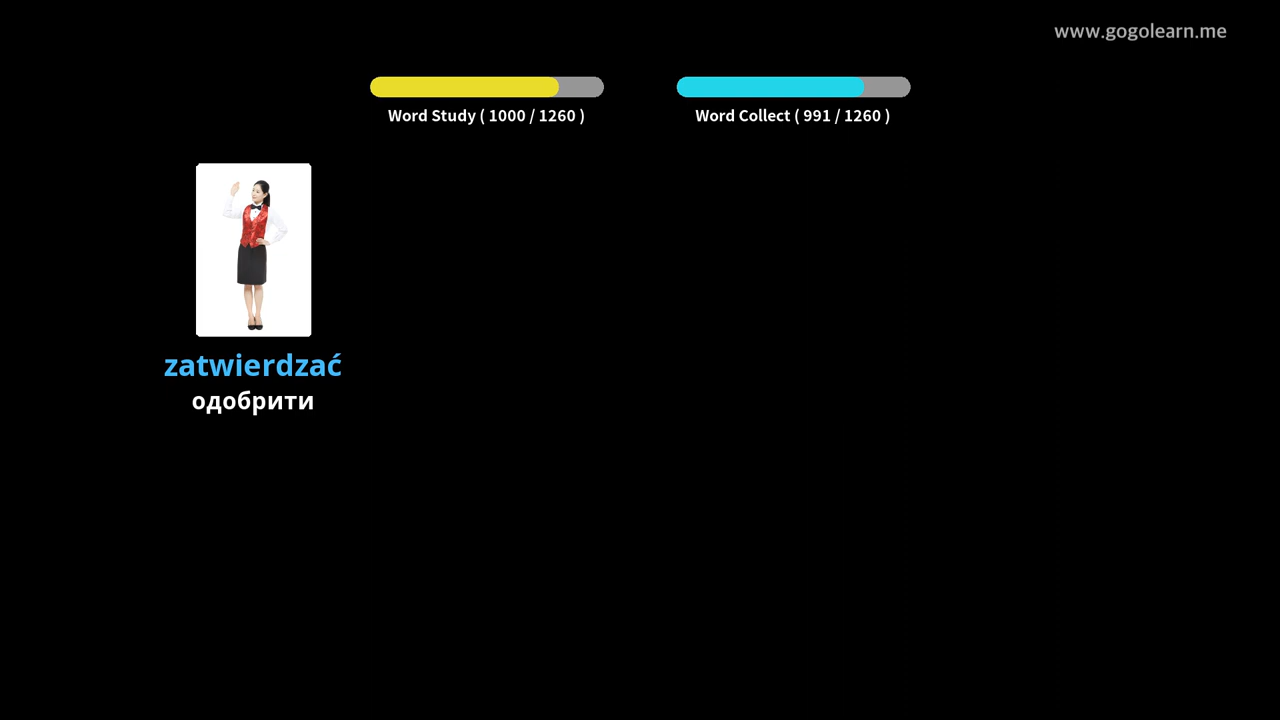 www.gogolearn.me
Word Study ( 1000 / 1260 )
Word Collect ( 991 / 1260 )
zatwierdzać
одобрити